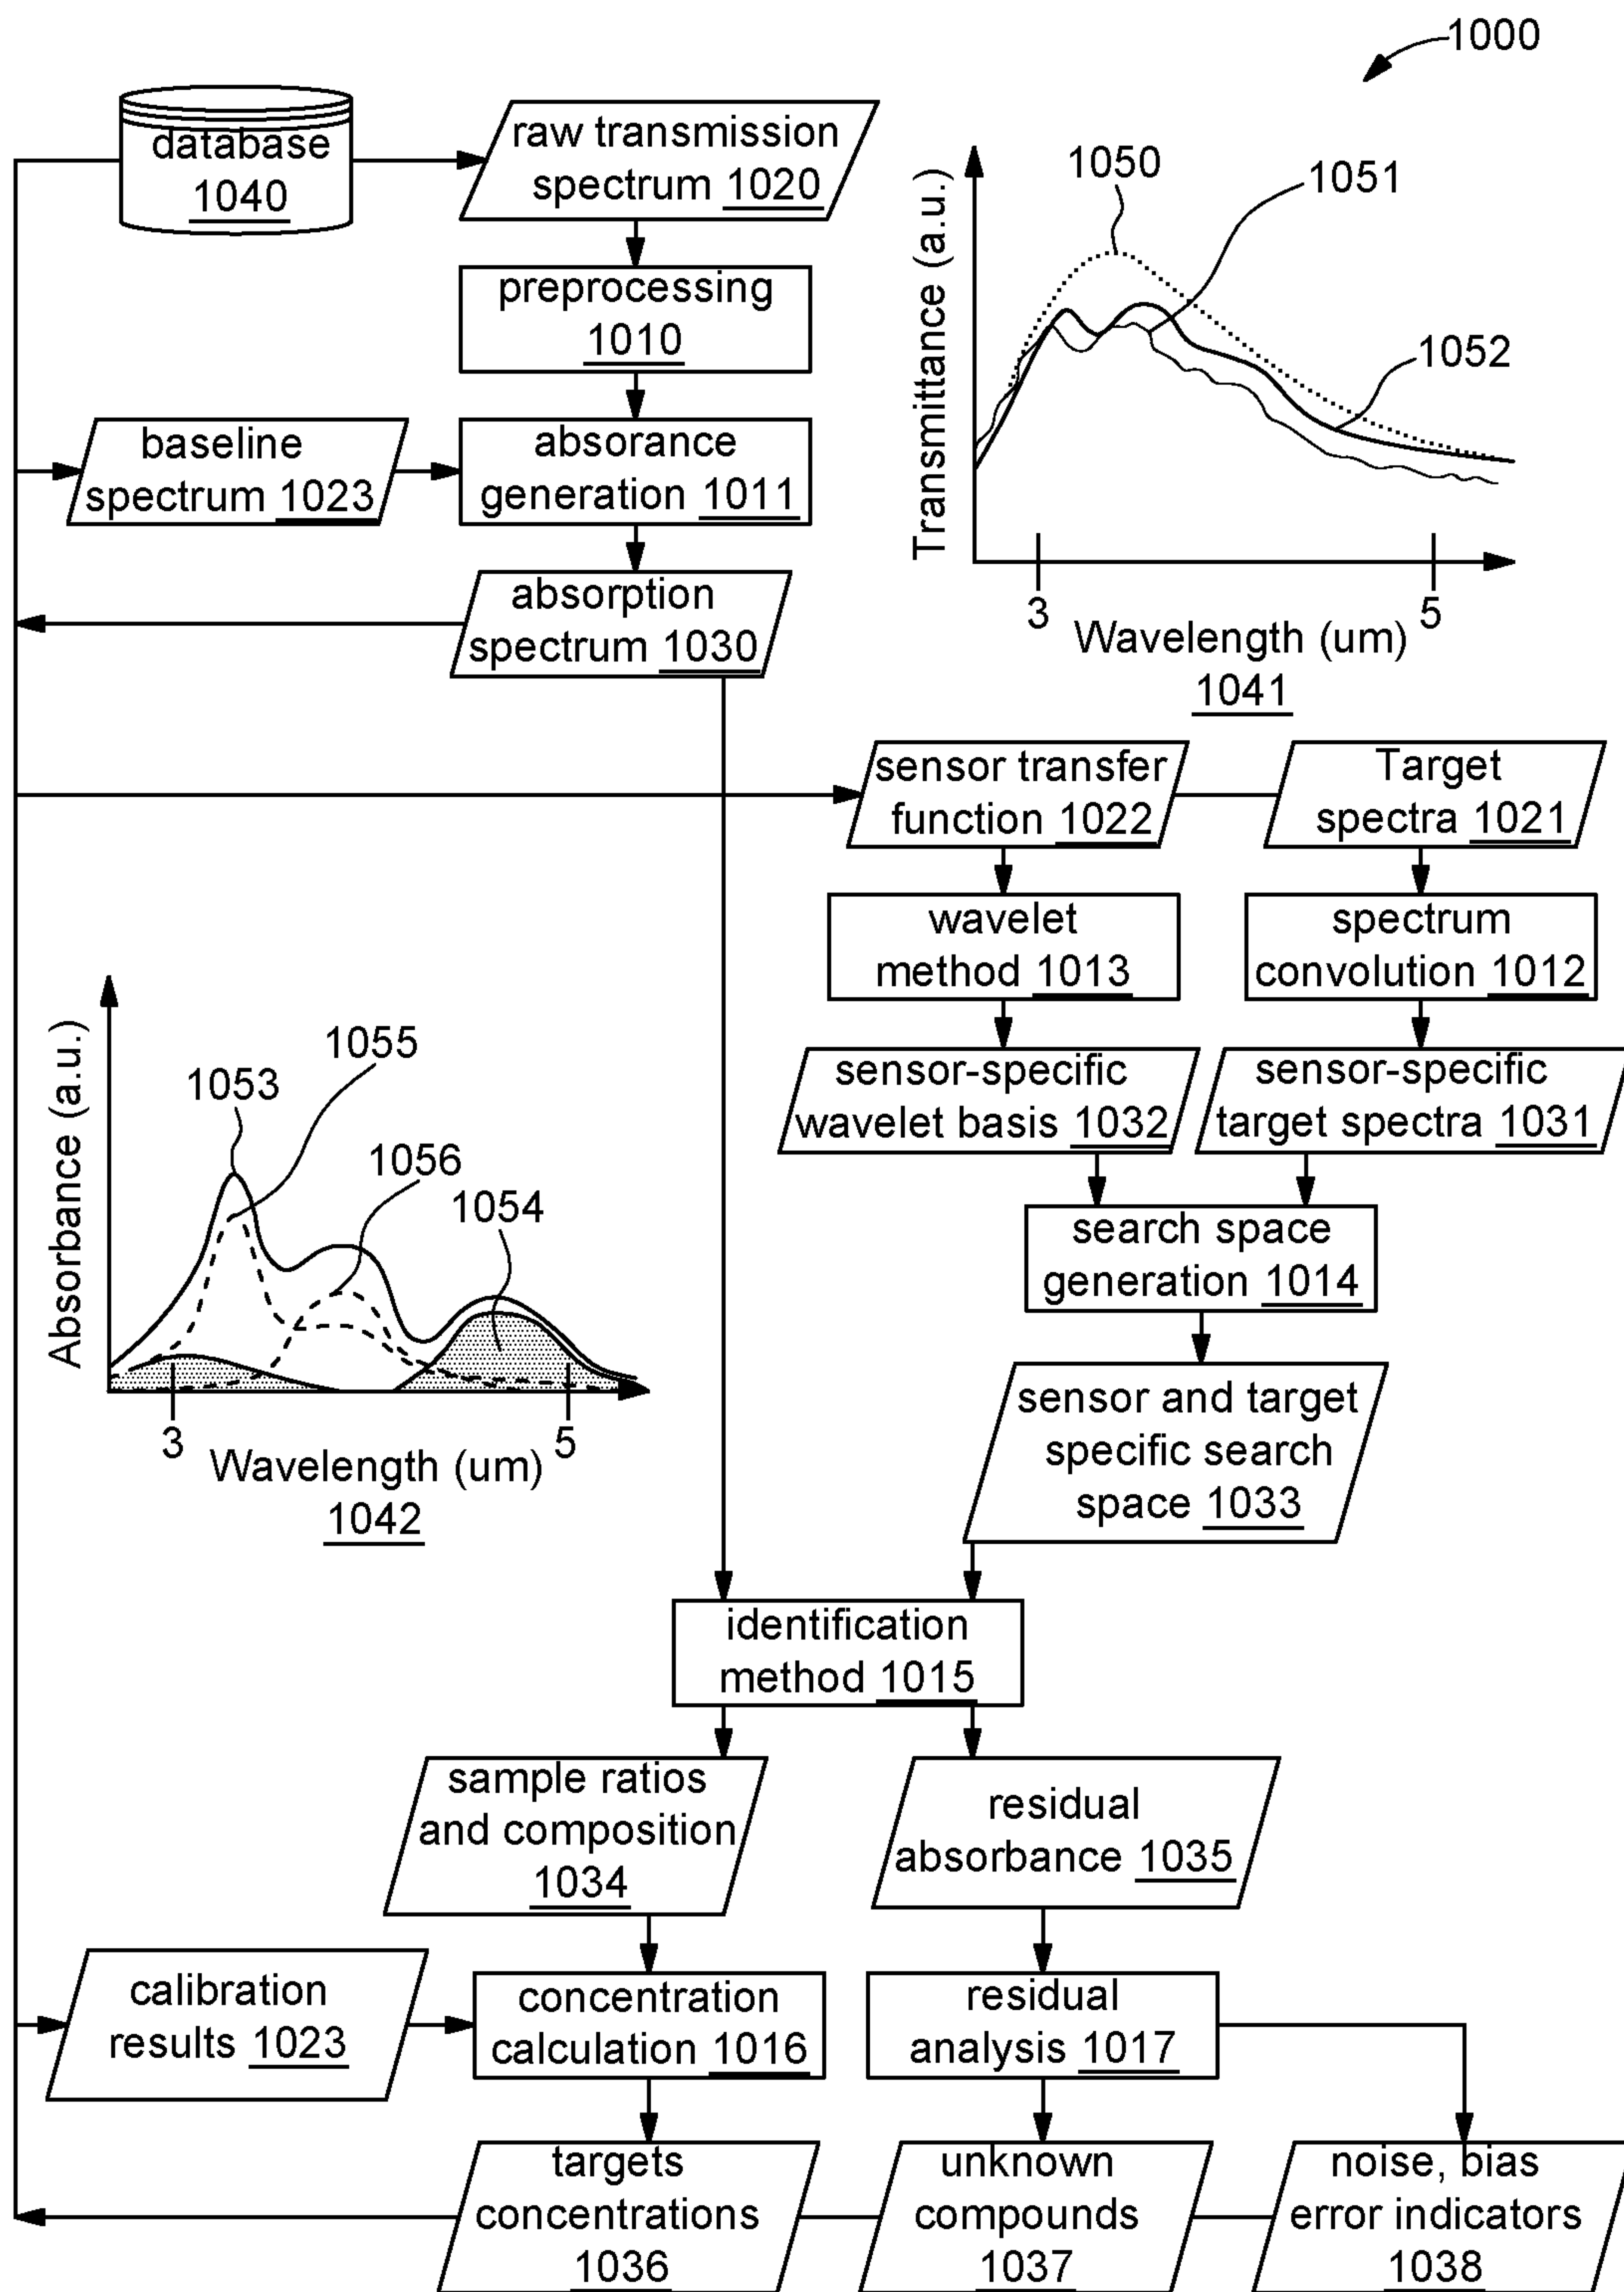 1000
database
1040
raw transmission
spectrum 1020
preprocessing
1010
baseline
spectrum 1023
absorance
generation 1011
absorption
spectrum 1030
Transmittance (a.u.)
1050
1051
1052
3
5
Wavelength (um)
1041
sensor transfer
function 1022
Target
spectra 1021
wavelet
method 1013
spectrum
convolution 1012
sensor-specific
wavelet basis 1032
sensor-specific
target spectra 1031
search space
generation 1014
sensor and target
specific search
space 1033
Absorbance (a.u.)
1053
1055
1056
1054
3
5
Wavelength (um)
1042
identification
method 1015
sample ratios
and composition
1034
residual
absorbance 1035
calibration
results 1023
concentration
calculation 1016
residual
analysis 1017
targets
concentrations
1036
unknown
compounds
1037
noise, bias
error indicators
1038